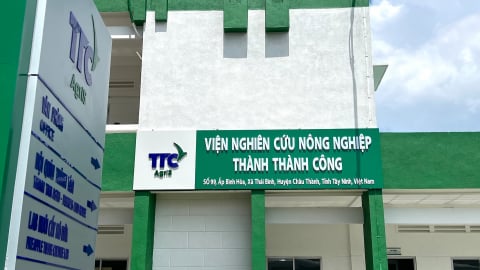 TTC
AgriS
VĂN PHÒNG
OFFICE
TTC
AgriS
VIỆN NGHIÊN CỨU NÔNG NGHIỆP
THÀNH THÀNH CÔNG
SỐ 99, Ấp Bình Hòa, Xã Thái Bình, Huyện Châu Thành, Tỉnh Tây Ninh, Việt Nam